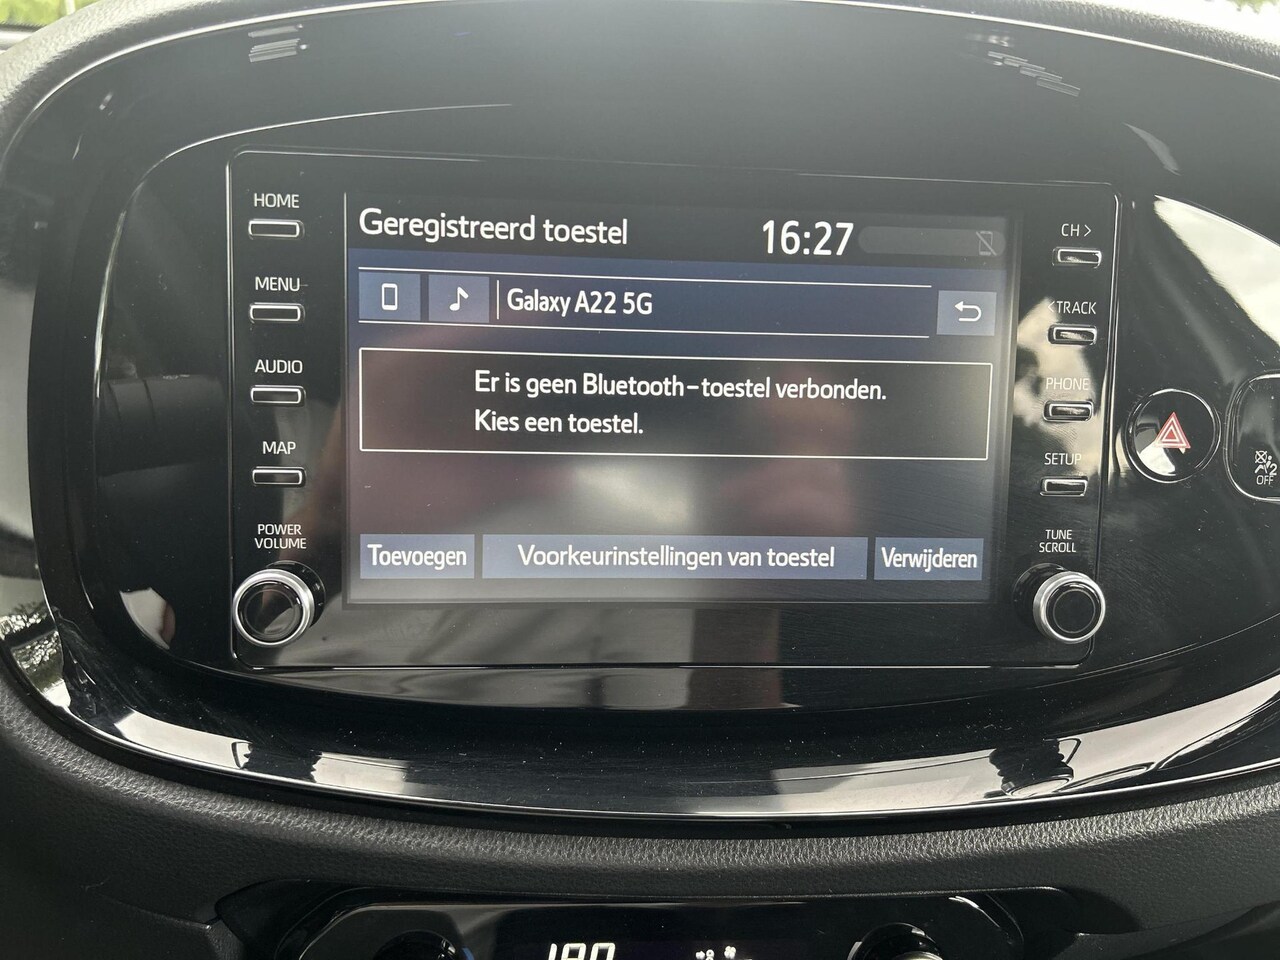 HOME
MENU
AUDIO
MAP
POWER
VOLUME
Geregistreerd toestel
16:27
Galaxy A22 5G
Er is geen Bluetooth-toestel verbonden.
Kies een toestel.
Toevoegen
Voorkeurinstellingen van toestel
Verwijderen
CH >
< TRACK
PHONE
SETUP
TUNE
SCROLL
2
OFF